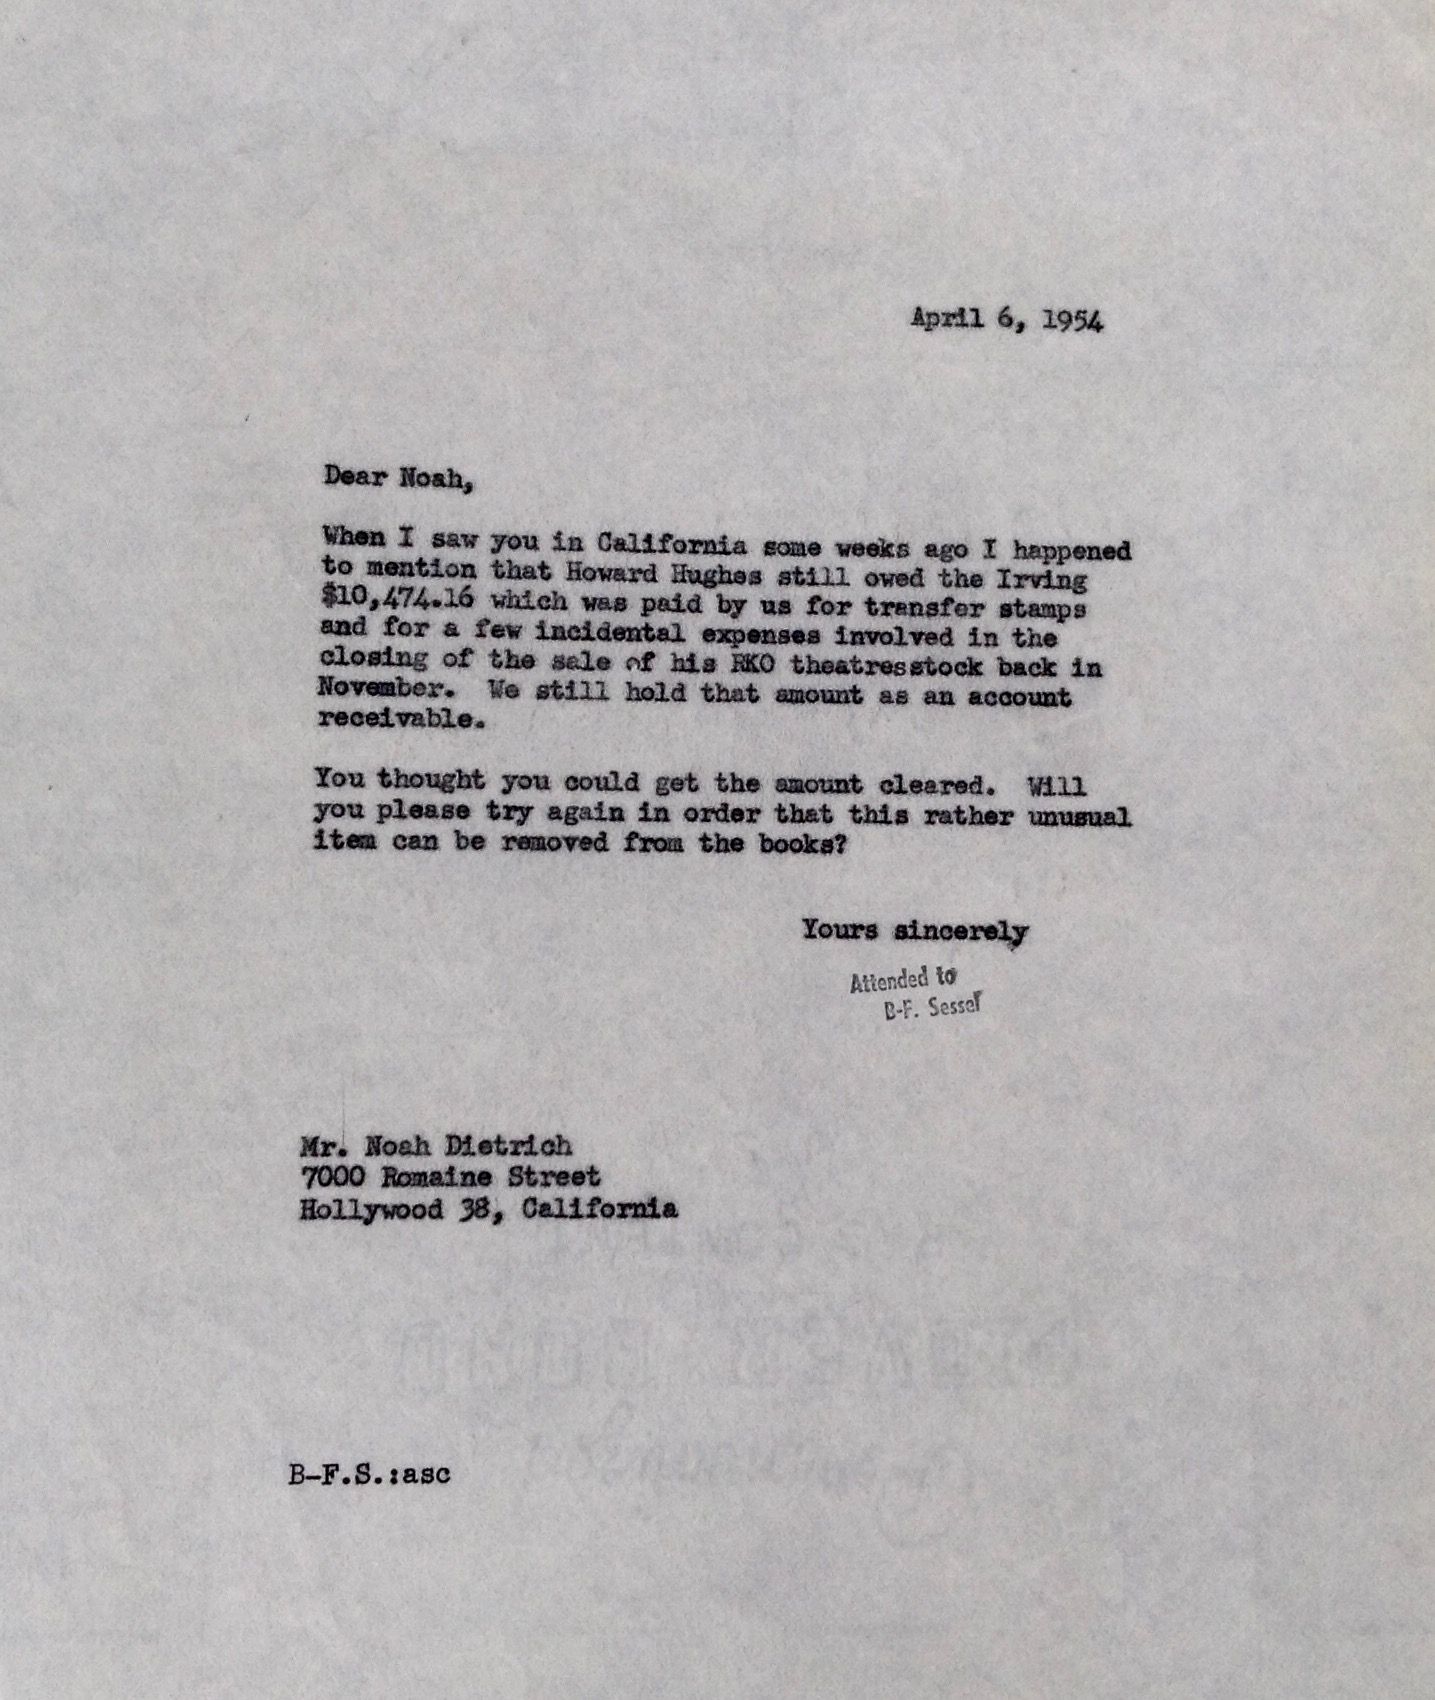 April 6, 1954
Dear Noah,
When I saw you in California some weeks ago I happened
to mention that Howard Hughes still owed the Irving
$10,474.16 which was paid by us for transfer stamps
and for a few incidental expenses involved in the
closing of the sale of his RKO theatresstock back in
November. We still hold that amount as an account
receivable.
You thought you could get the amount cleared. Will
you please try again in order that this rather unusual
item can be removed from the books?
Yours sincerely
Attended to
B-F. Sessel
Mr. Noah Dietrich
7000 Romaine Street
Hollywood 38, California
B-F.S.:asc